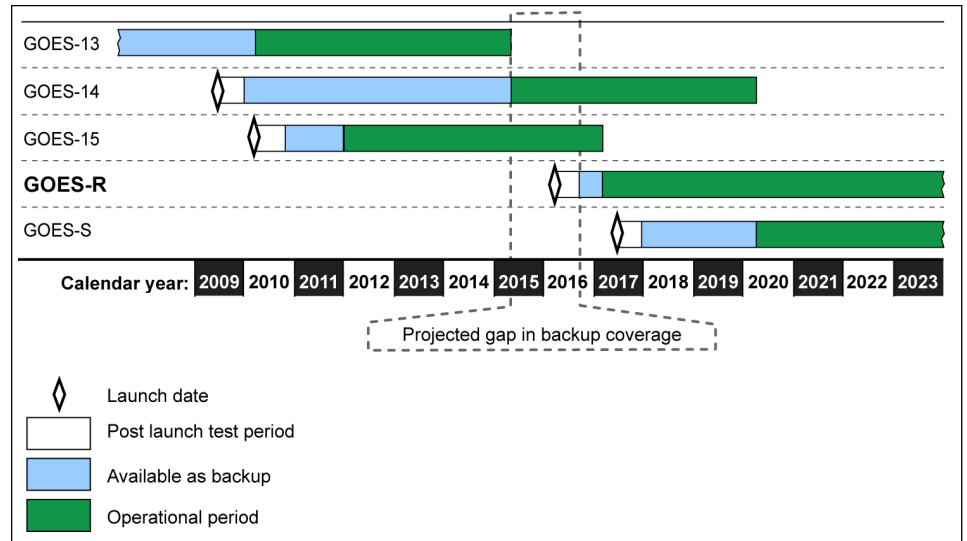 GOES-13
GOES-14
GOES-15
GOES-R
GOES-S
Calendar year: 2009 2010 2011 2012 2013 2014 2015 2016 2017 2018 2019 2020 2021 2022 2023
Projected gap in backup coverage
Launch date
Post launch test period
Available as backup
Operational period